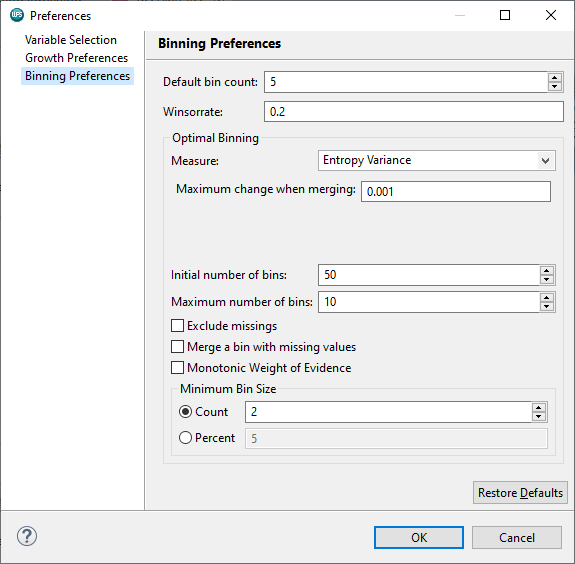 WPS Preferences
Variable Selection
Growth Preferences
Binning Preferences
Binning Preferences
Default bin count: 5
Winsorrate: 0.2
Optimal Binning
Measure: Entropy Variance
Maximum change when merging: 0.001
Initial number of bins: 50
Maximum number of bins: 10
Exclude missings
Merge a bin with missing values
Monotonic Weight of Evidence
Minimum Bin Size
Count 2
Percent 5
Restore Defaults
? OK Cancel